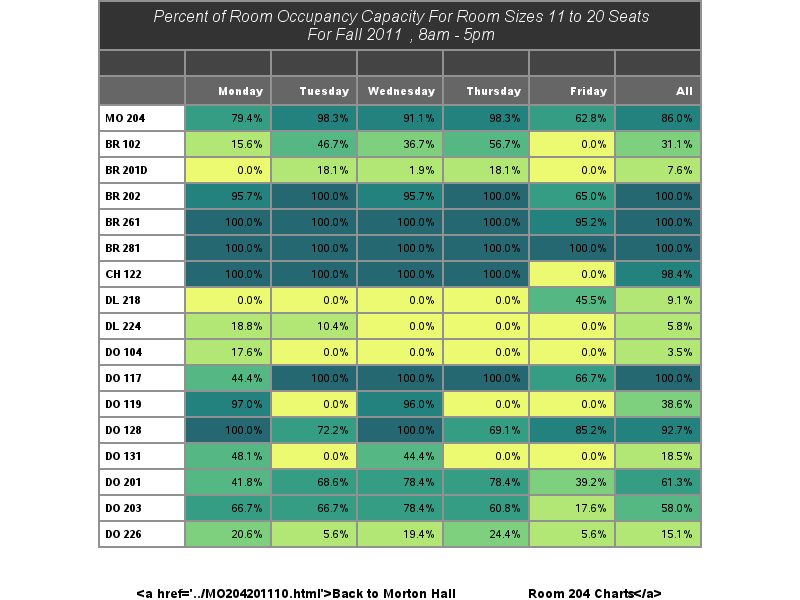 Percent of Room Occupancy Capacity For Room Sizes 11 to 20 Seats
For Fall 2011 , 8am - 5pm
Monday Tuesday Wednesday Thursday Friday All
MO 204 79.4% 98.3% 91.1% 98.3% 62.8% 86.0%
BR 102 15.6% 46.7% 36.7% 56.7% 0.0% 31.1%
BR 201D 0.0% 18.1% 1.9% 18.1% 0.0% 7.6%
BR 202 95.7% 100.0% 95.7% 100.0% 65.0% 100.0%
BR 261 100.0% 100.0% 100.0% 100.0% 95.2% 100.0%
BR 281 100.0% 100.0% 100.0% 100.0% 100.0% 100.0%
CH 122 100.0% 100.0% 100.0% 100.0% 0.0% 98.4%
DL 218 0.0% 0.0% 0.0% 0.0% 45.5% 9.1%
DL 224 18.8% 10.4% 0.0% 0.0% 0.0% 5.8%
DO 104 17.6% 0.0% 0.0% 0.0% 0.0% 3.5%
DO 117 44.4% 100.0% 100.0% 100.0% 66.7% 100.0%
DO 119 97.0% 0.0% 96.0% 0.0% 0.0% 38.6%
DO 128 100.0% 72.2% 100.0% 69.1% 85.2% 92.7%
DO 131 48.1% 0.0% 44.4% 0.0% 0.0% 18.5%
DO 201 41.8% 68.6% 78.4% 78.4% 39.2% 61.3%
DO 203 66.7% 66.7% 78.4% 60.8% 17.6% 58.0%
DO 226 20.6% 5.6% 19.4% 24.4% 5.6% 15.1%
<a href='../MO204201110.html'>Back to Morton Hall Room 204 Charts</a>